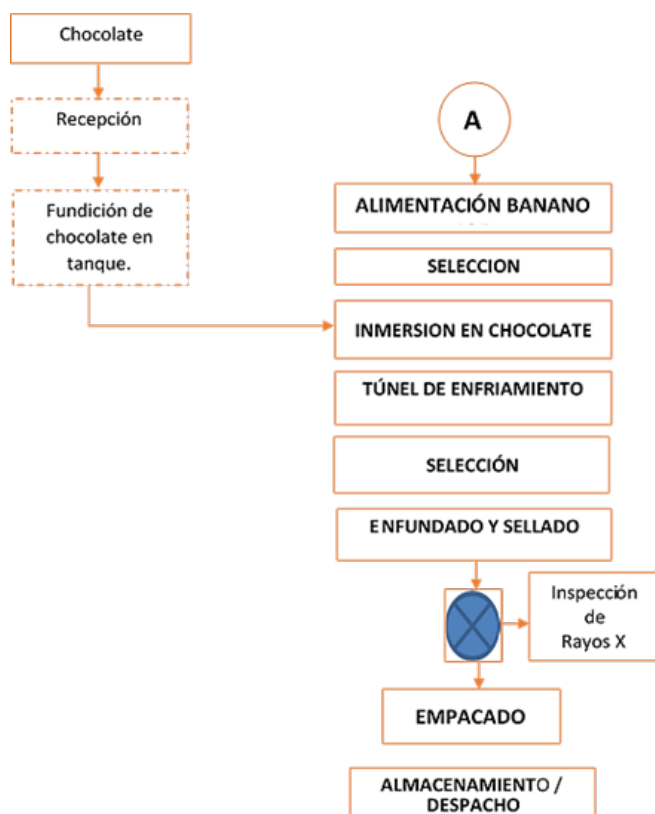 Chocolate
Recepción
Fundición de
chocolate en
tanque.
A
ALIMENTACIÓN BANANO
SELECCION
INMERSION EN CHOCOLATE
TÚNEL DE ENFRIAMIENTO
SELECCIÓN
ENFUNDADO Y SELLADO
Inspección
de
Rayos X
EMPACADO
ALMACENAMIENTO /
DESPACHO